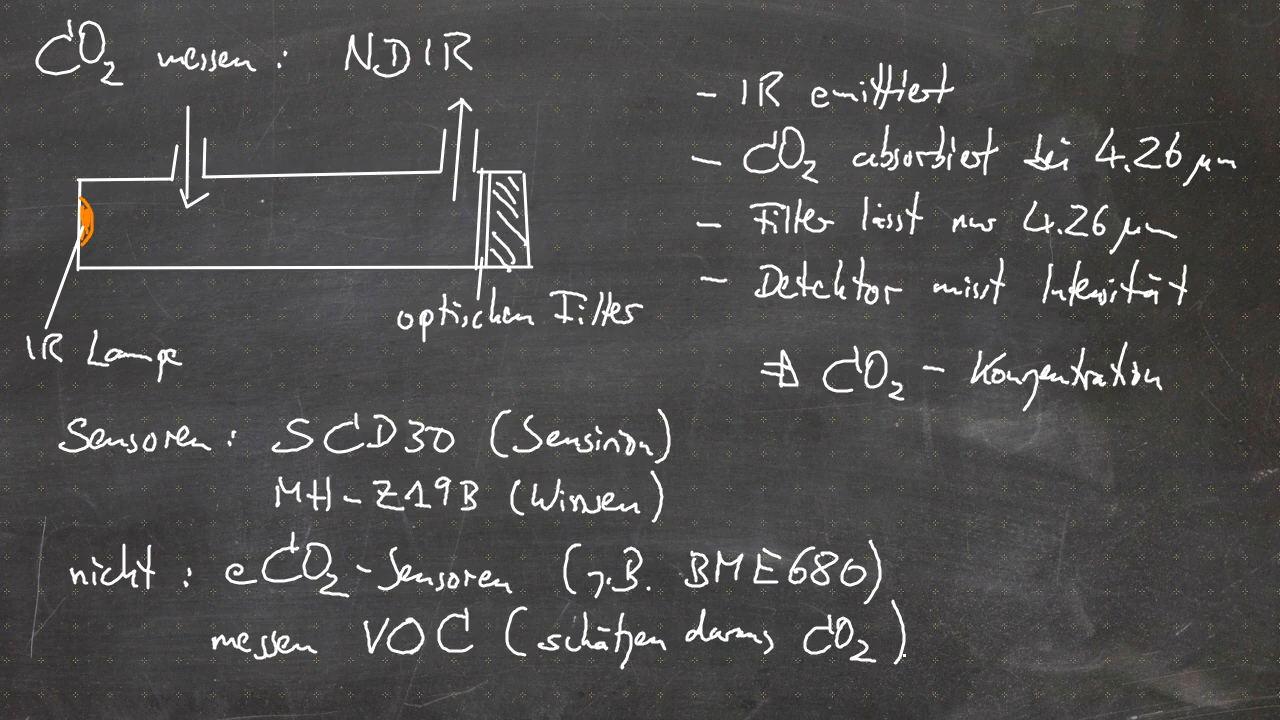 CO2 messen: NDIR
- IR emittiert
- CO2 absorbiert bei 4.26 μm
- Filter lässt nur 4.26 μm
- Detektor misst Intensität
⇒ CO2 - Konzentration
optischen Filter
IR Lampe
Sensoren: SCD30 (Sensirion)
MH-Z19B (Winsen)
nicht: eCO2-Sensoren (z.B. BME680)
messen VOC (schätzen daraus CO2)